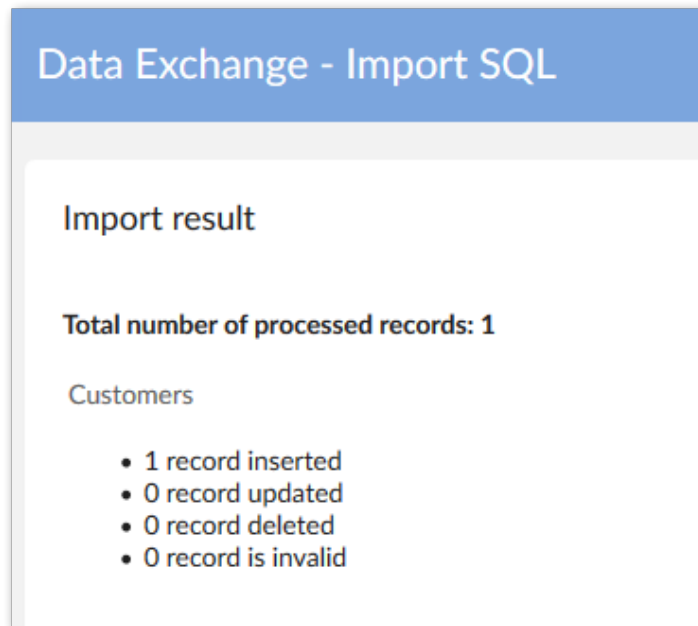 Data Exchange - Import SQL
Import result
Total number of processed records: 1
Customers
• 1 record inserted
• 0 record updated
• 0 record deleted
• 0 record is invalid